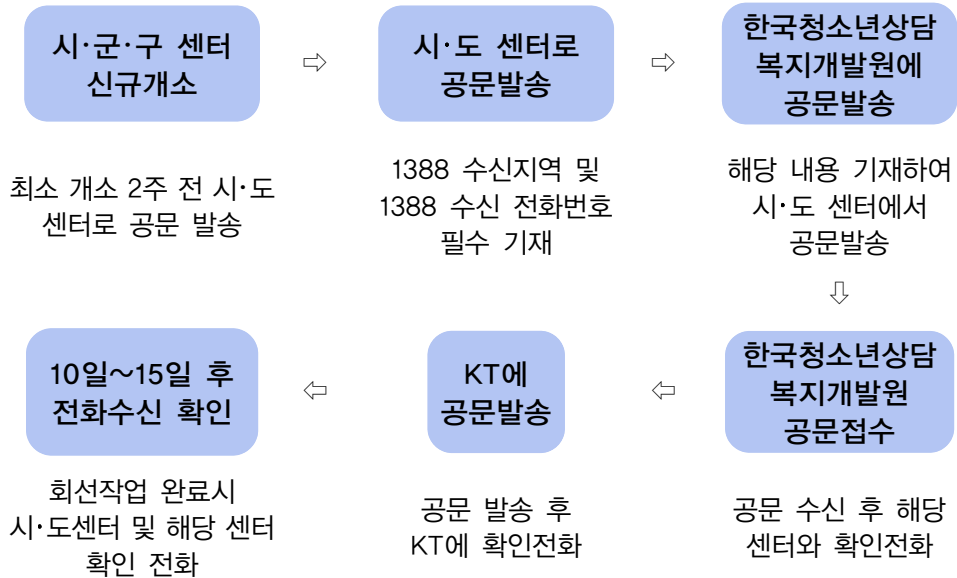 시·군·구 센터
신규개소
⇨
시·도 센터로
공문발송
⇨
한국청소년상담
복지개발원에
공문발송
최소 개소 2주 전 시·도
센터로 공문 발송
1388 수신지역 및
1388 수신 전화번호
필수 기재
해당 내용 기재하여
시·도 센터에서
공문발송
⇩
한국청소년상담
복지개발원
공문접수
⇦
KT에
공문발송
⇦
10일~15일 후
전화수신 확인
공문 수신 후 해당
센터와 확인전화
공문 발송 후
KT에 확인전화
회선작업 완료시
시·도센터 및 해당 센터
확인 전화